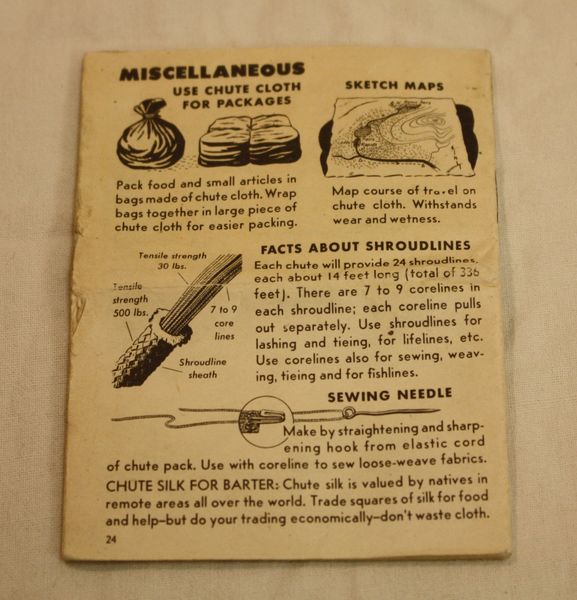 MISCELLANEOUS
USE CHUTE CLOTH
FOR PACKAGES
Pack food and small articles in
bags made of chute cloth. Wrap
bags together in large piece of
chute cloth for easier packing.
SKETCH MAPS
Map course of travel on
chute cloth. Withstands
wear and wetness.
FACTS ABOUT SHROUDLINES
Tensile strength
30 lbs.
Tensile
strength
500 lbs.
7 to 9
core
lines
Shroudline
sheath
Each chute will provide 24 shroudlines,
each about 14 feet long (total of 336
feet). There are 7 to 9 corelines in
each shroudline; each coreline pulls
out separately. Use shroudlines for
lashing and tieing, for lifelines, etc.
Use corelines also for sewing, weav-
ing, tieing and for fishlines.
SEWING NEEDLE
Make by straightening and sharp-
ening hook from elastic cord
of chute pack. Use with coreline to sew loose-weave fabrics.
CHUTE SILK FOR BARTER: Chute silk is valued by natives in
remote areas all over the world. Trade squares of silk for food
and help—but do your trading economically—don't waste cloth.
24